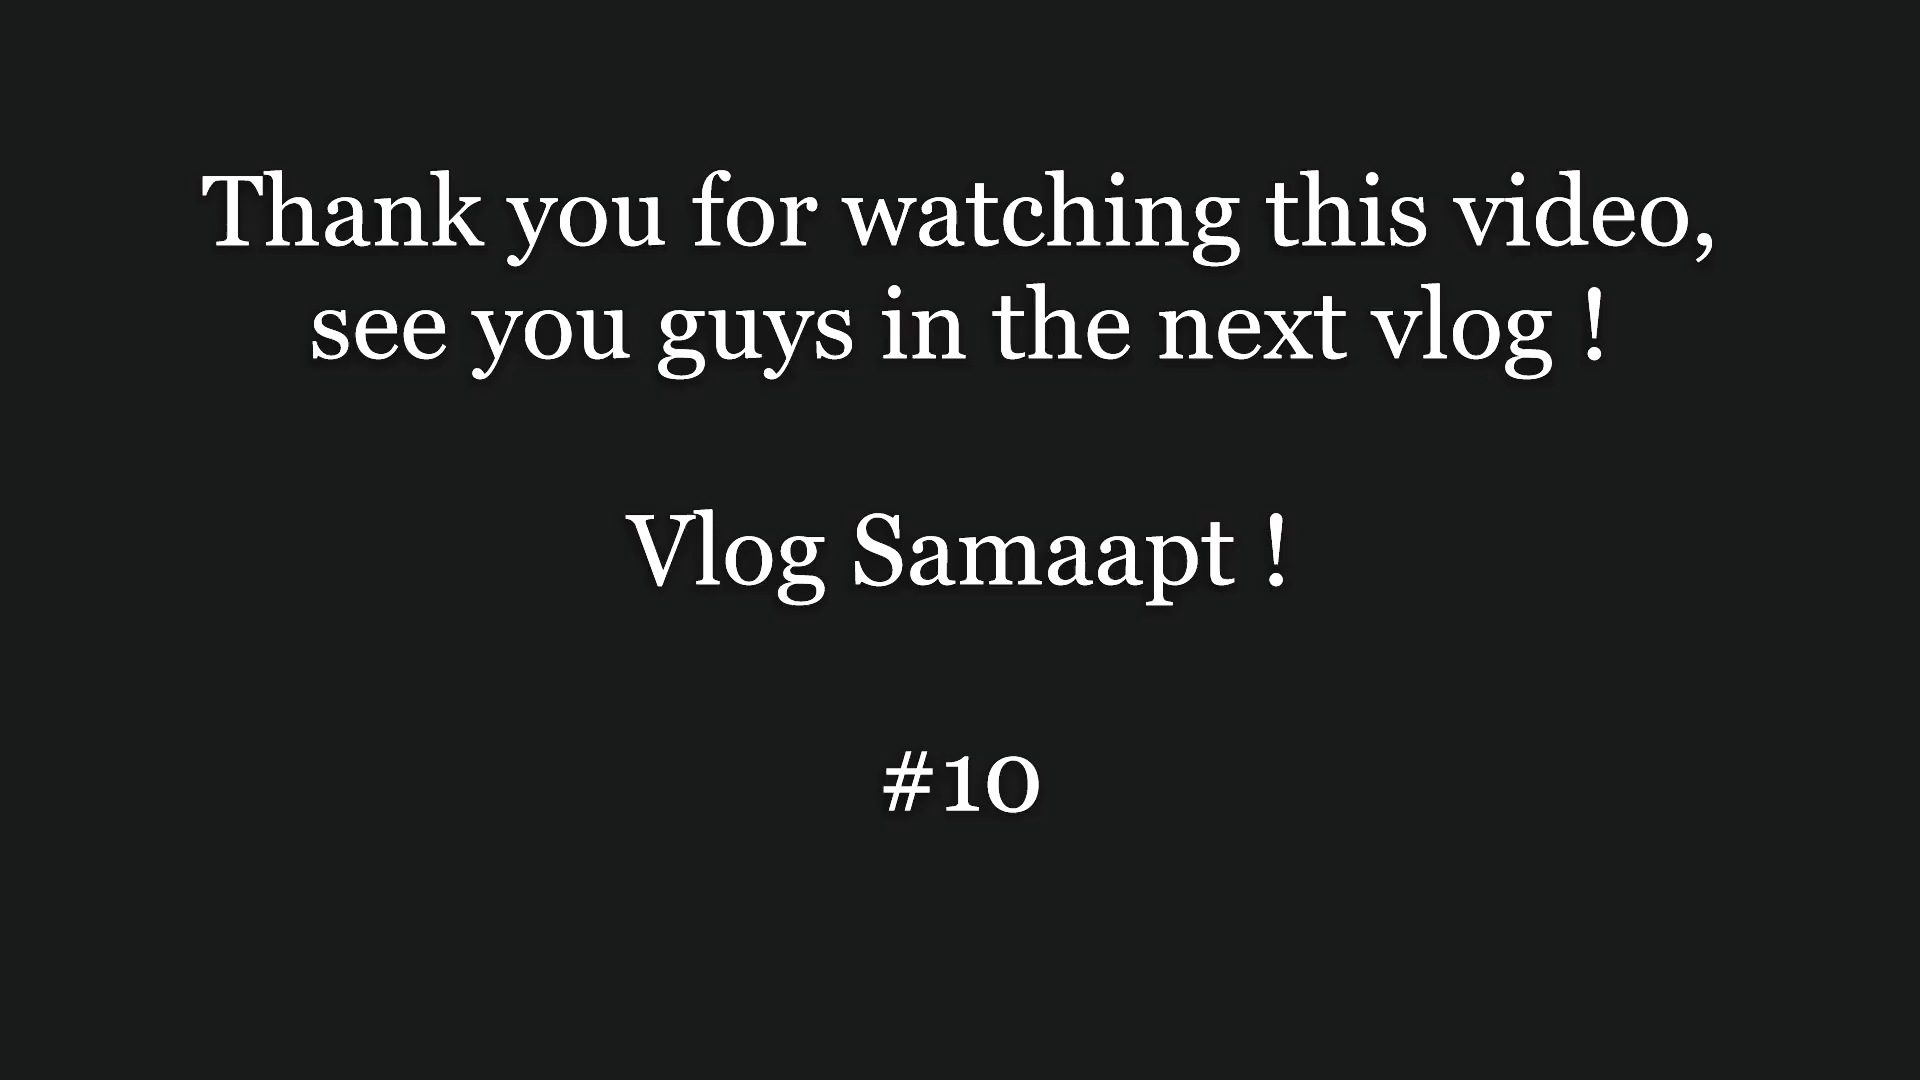 Thank you for watching this video,
see you guys in the next vlog !
Vlog Samaapt !
#10